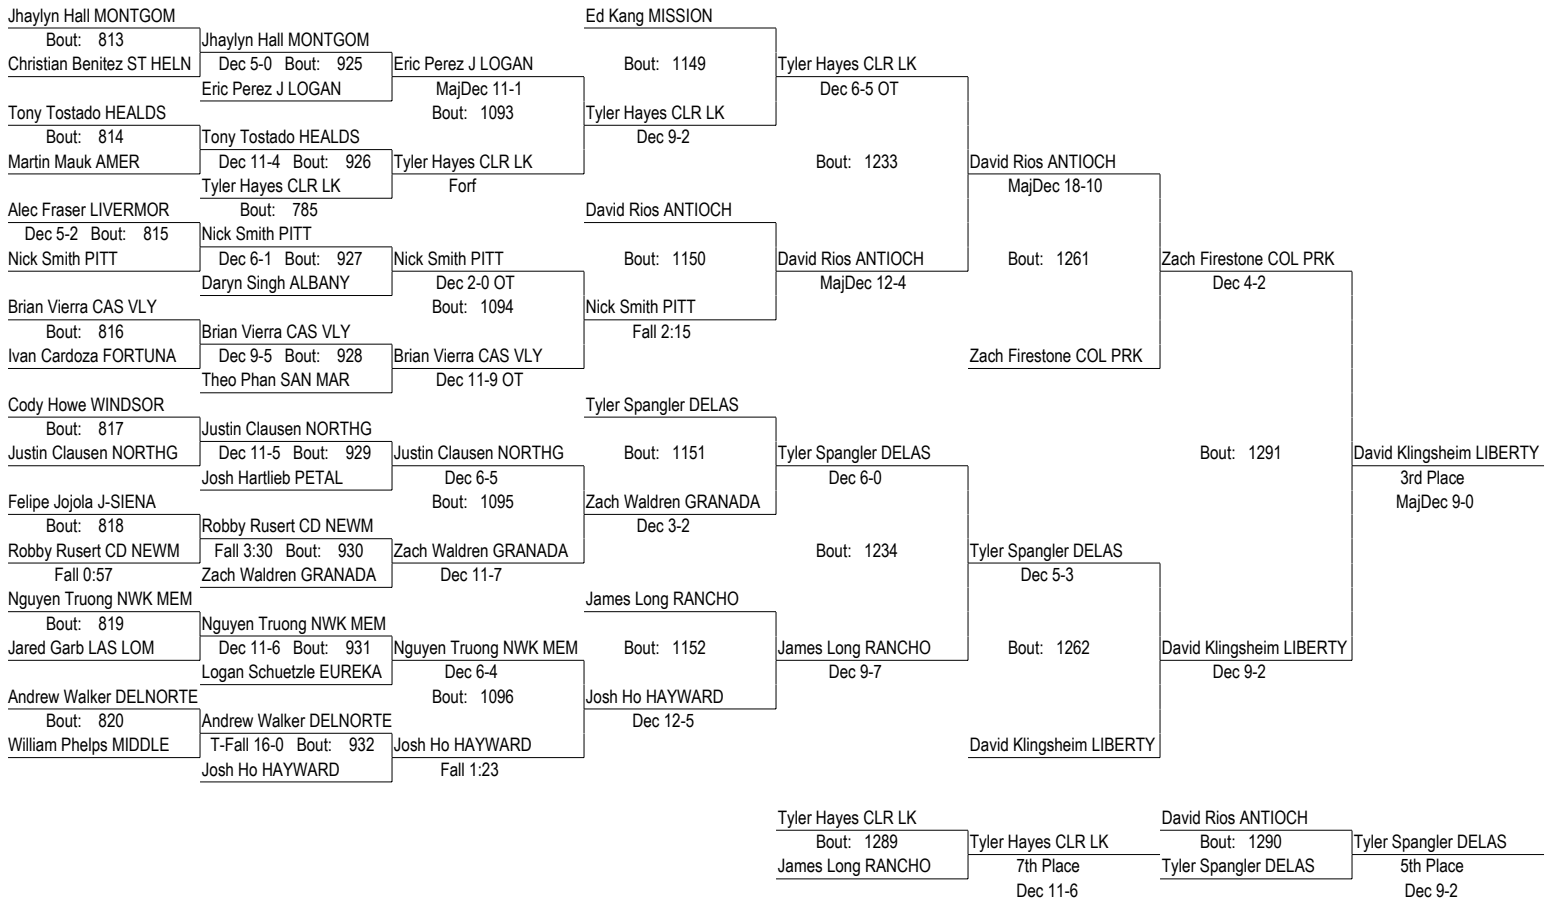 Jhaylyn Hall MONTGOM
Ed Kang MISSION
Bout: 813
Jhaylyn Hall MONTGOM
Christian Benitez ST HELN
Dec 5-0 Bout: 925
Eric Perez J LOGAN
Bout: 1149
Tyler Hayes CLR LK
Eric Perez J LOGAN
MajDec 11-1
Dec 6-5 OT
Tony Tostado HEALDS
Bout: 1093
Tyler Hayes CLR LK
Bout: 814
Tony Tostado HEALDS
Dec 9-2
Martin Mauk AMER
Dec 11-4 Bout: 926
Tyler Hayes CLR LK
Bout: 1233
David Rios ANTIOCH
Tyler Hayes CLR LK
Forf
MajDec 18-10
Alec Fraser LIVERMOR
Bout: 785
David Rios ANTIOCH
Dec 5-2 Bout: 815
Nick Smith PITT
Nick Smith PITT
Dec 6-1 Bout: 927
Nick Smith PITT
Bout: 1150
David Rios ANTIOCH
Bout: 1261
Zach Firestone COL PRK
Daryn Singh ALBANY
Dec 2-0 OT
MajDec 12-4
Dec 4-2
Brian Vierra CAS VLY
Bout: 1094
Nick Smith PITT
Bout: 816
Brian Vierra CAS VLY
Fall 2:15
Ivan Cardoza FORTUNA
Dec 9-5 Bout: 928
Brian Vierra CAS VLY
Zach Firestone COL PRK
Theo Phan SAN MAR
Dec 11-9 OT
Cody Howe WINDSOR
Tyler Spangler DELAS
Bout: 817
Justin Clausen NORTHG
Justin Clausen NORTHG
Dec 11-5 Bout: 929
Justin Clausen NORTHG
Bout: 1151
Tyler Spangler DELAS
Bout: 1291
David Klingsheim LIBERTY
Josh Hartlieb PETAL
Dec 6-5
Dec 6-0
3rd Place
Felipe Jojola J-SIENA
Bout: 1095
Zach Waldren GRANADA
MajDec 9-0
Bout: 818
Robby Rusert CD NEWM
Dec 3-2
Robby Rusert CD NEWM
Fall 3:30 Bout: 930
Zach Waldren GRANADA
Bout: 1234
Tyler Spangler DELAS
Fall 0:57
Zach Waldren GRANADA
Dec 11-7
Dec 5-3
Nguyen Truong NWK MEM
James Long RANCHO
Bout: 819
Nguyen Truong NWK MEM
Jared Garb LAS LOM
Dec 11-6 Bout: 931
Nguyen Truong NWK MEM
Bout: 1152
James Long RANCHO
Bout: 1262
David Klingsheim LIBERTY
Logan Schuetzle EUREKA
Dec 6-4
Dec 9-7
Dec 9-2
Andrew Walker DELNORTE
Bout: 1096
Josh Ho HAYWARD
Bout: 820
Andrew Walker DELNORTE
Dec 12-5
William Phelps MIDDLE
T-Fall 16-0 Bout: 932
Josh Ho HAYWARD
David Klingsheim LIBERTY
Josh Ho HAYWARD
Fall 1:23
Tyler Hayes CLR LK
David Rios ANTIOCH
Bout: 1289
Tyler Hayes CLR LK
Bout: 1290
Tyler Spangler DELAS
James Long RANCHO
7th Place
Tyler Spangler DELAS
5th Place
Dec 11-6
Dec 9-2